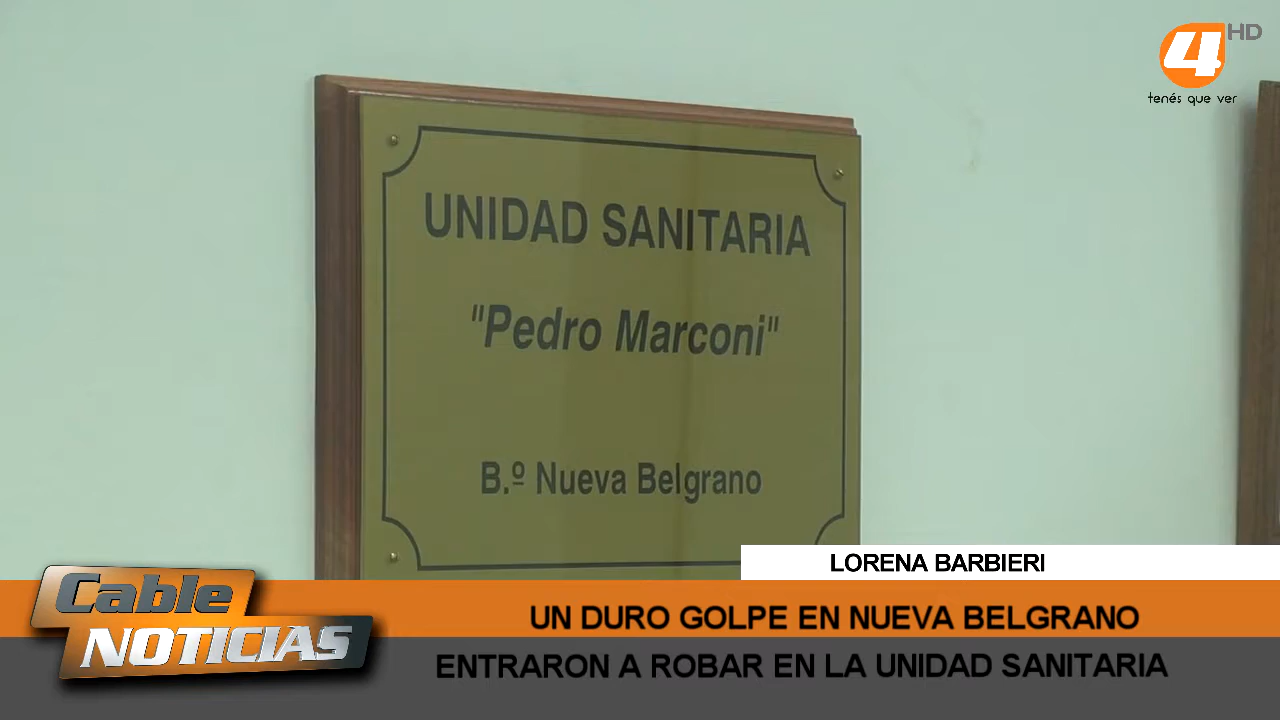 4 HD
tenés que ver
UNIDAD SANITARIA
"Pedro Marconi"
B.º Nueva Belgrano
LORENA BARBIERI
Cable
NOTICIAS
UN DURO GOLPE EN NUEVA BELGRANO
ENTRARON A ROBAR EN LA UNIDAD SANITARIA